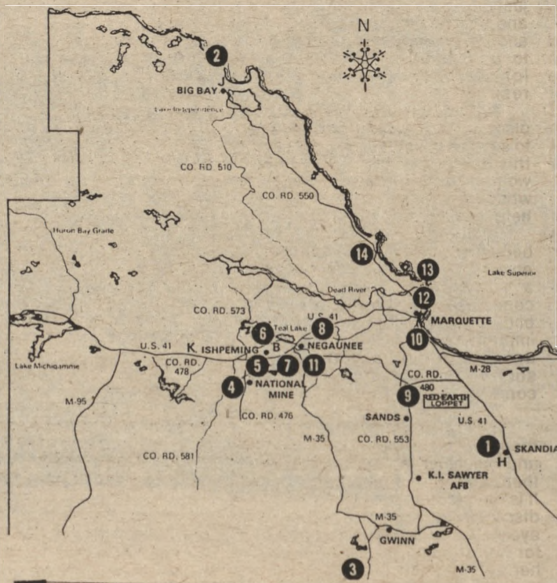 N
2
BIG BAY
Lake Independence
CO. RD. 510
CO. RD. 550
Huron Bay Grade
14
13
Lake Superior
Dead River
12
CO. RD. 573
U.S. 41
MARQUETTE
6
Teal Lake
8
10
U.S. 41
K
ISHPEMING
B
NEGAUNEE
M-28
Lake Michigamme
CO. RD.
478
5
7
11
CO. RD.
480
4
NATIONAL
MINE
9
RED EARTH
LOPPET
M-95
CO. RD. 476
SANDS
U.S. 41
M-35
CO. RD. 553
1
SKANDIA
H
CO. RD. 581
K.I. SAWYER
AFB
M-35
GWINN
3
M-35